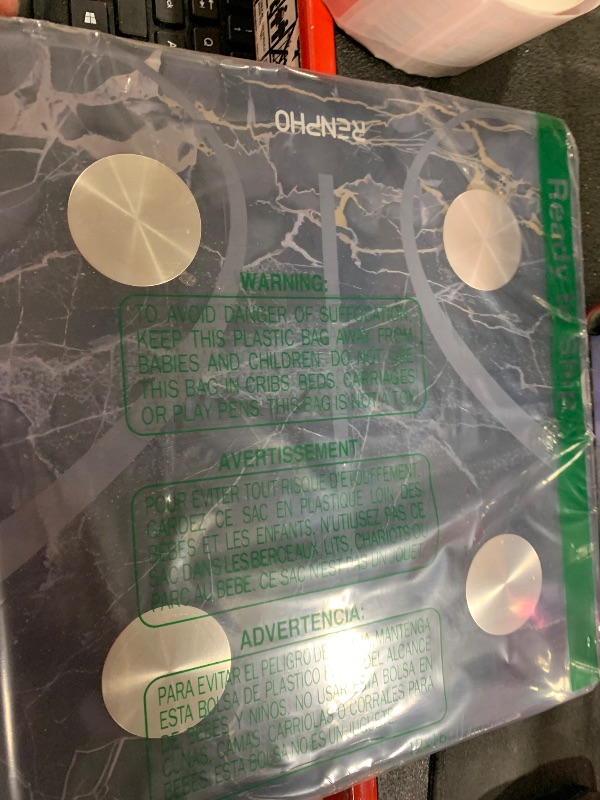 RENPHO
WARNING:
TO AVOID DANGER OF SUFFOCATION
KEEP THIS PLASTIC BAG AWAY FROM
BABIES AND CHILDREN DO NOT USE
THIS BAG IN CRIBS, BEDS, CARRIAGES
OR PLAY PENS. THIS BAG IS NOT A TOY.
AVERTISSEMENT
POUR EVITER TOUT RISQUE D'ETOUFFEMENT,
GARDEZ CE SAC EN PLASTIQUE LOIN DES
BEBES ET LES ENFANTS, N'UTILISEZ PAS CE
SAC DANS LES BERCEAUX, LITS, CHARIOTS OU
PARC AU BEBE. CE SAC N'EST PAS UN JOUET.
ADVERTENCIA:
PARA EVITAR EL PELIGRO DE MANTENGA
ESTA BOLSA DE PLASTICO DEL ALCANCE
DE BEBES Y NINOS. NO USAR ESTA BOLSA EN
CUNAS, CAMAS, CARRIOLAS O CORRALES PARA
BEBES. ESTA BOLSA NO ES UN JUGUETE.
Ready